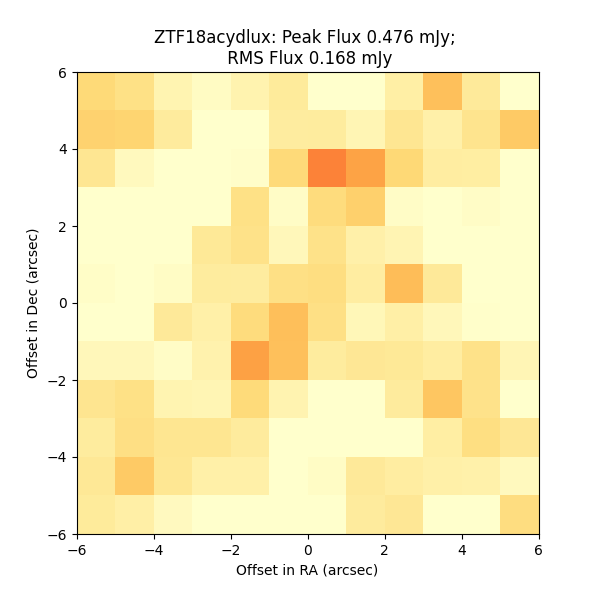 ZTF18acydlux: Peak Flux 0.476 mJy;
RMS Flux 0.168 mJy
6
4
2
0
−2
−4
−6
Offset in Dec (arcsec)
−6 −4 −2 0 2 4 6
Offset in RA (arcsec)